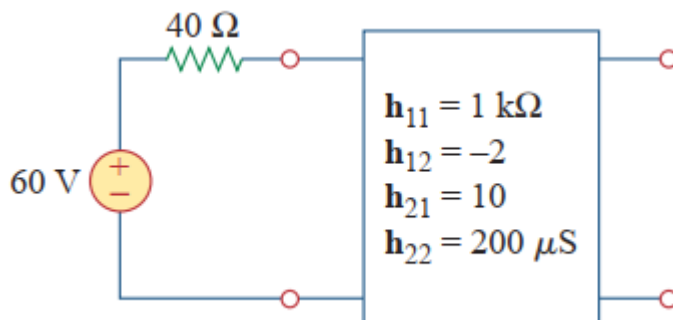 40 Ω
60 V
+
−
h₁₁ = 1 kΩ
h₁₂ = –2
h₂₁ = 10
h₂₂ = 200 μS